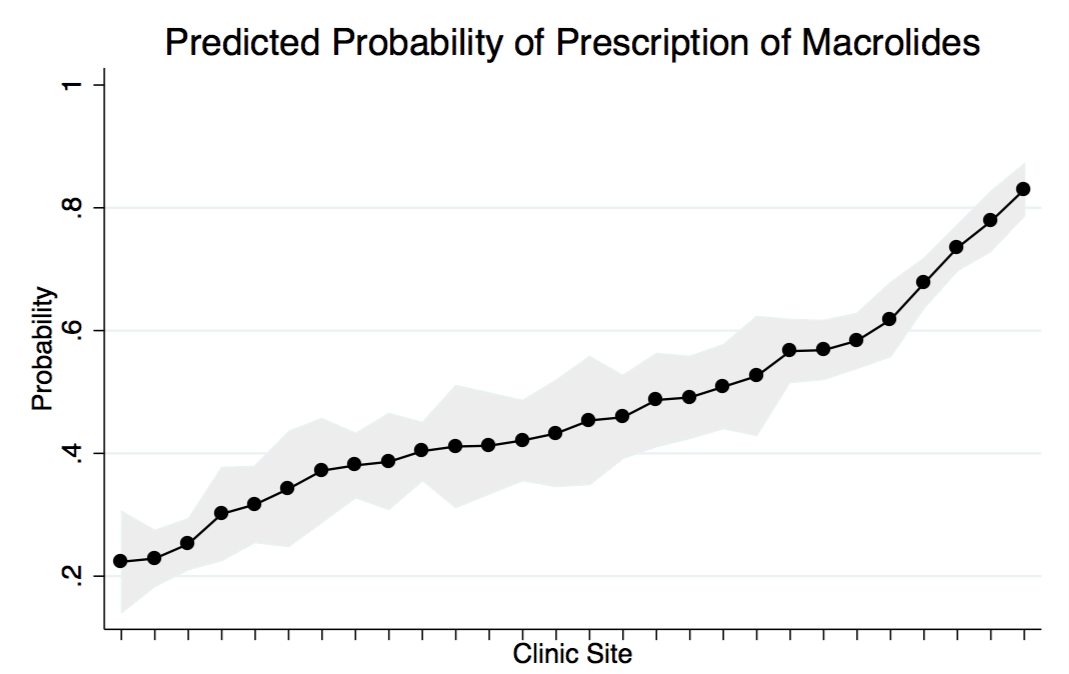 Predicted Probability of Prescription of Macrolides
1
.8
.6
.4
.2
Probability
Clinic Site